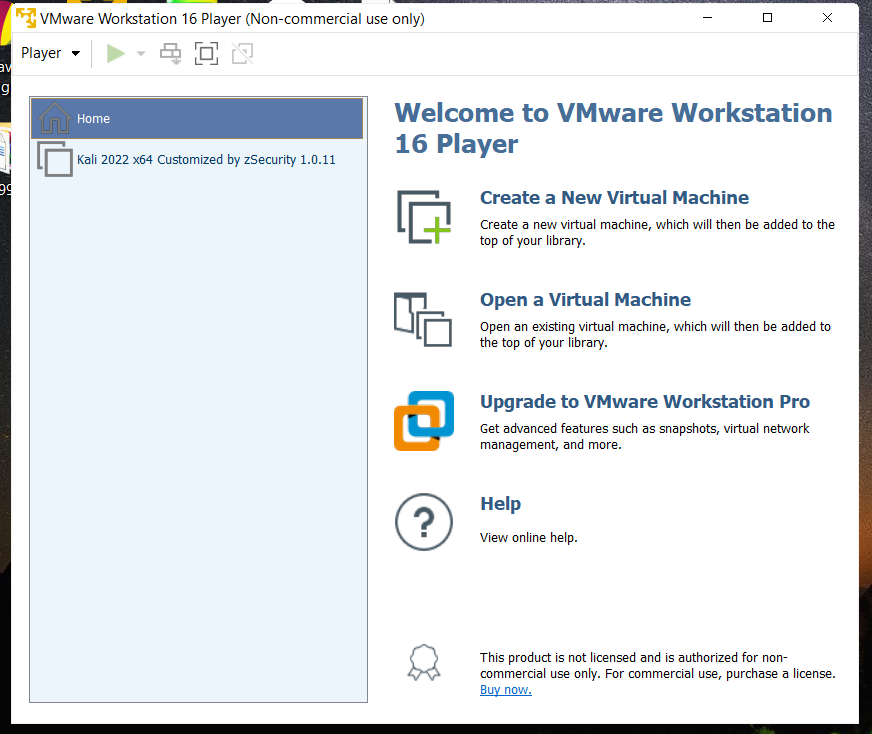 VMware Workstation 16 Player (Non-commercial use only)
Player
Home
Kali 2022 x64 Customized by zSecurity 1.0.11
Welcome to VMware Workstation
16 Player
Create a New Virtual Machine
Create a new virtual machine, which will then be added to the
top of your library.
Open a Virtual Machine
Open an existing virtual machine, which will then be added to
the top of your library.
Upgrade to VMware Workstation Pro
Get advanced features such as snapshots, virtual network
management, and more.
?
Help
View online help.
This product is not licensed and is authorized for non-
commercial use only. For commercial use, purchase a license.
Buy now.